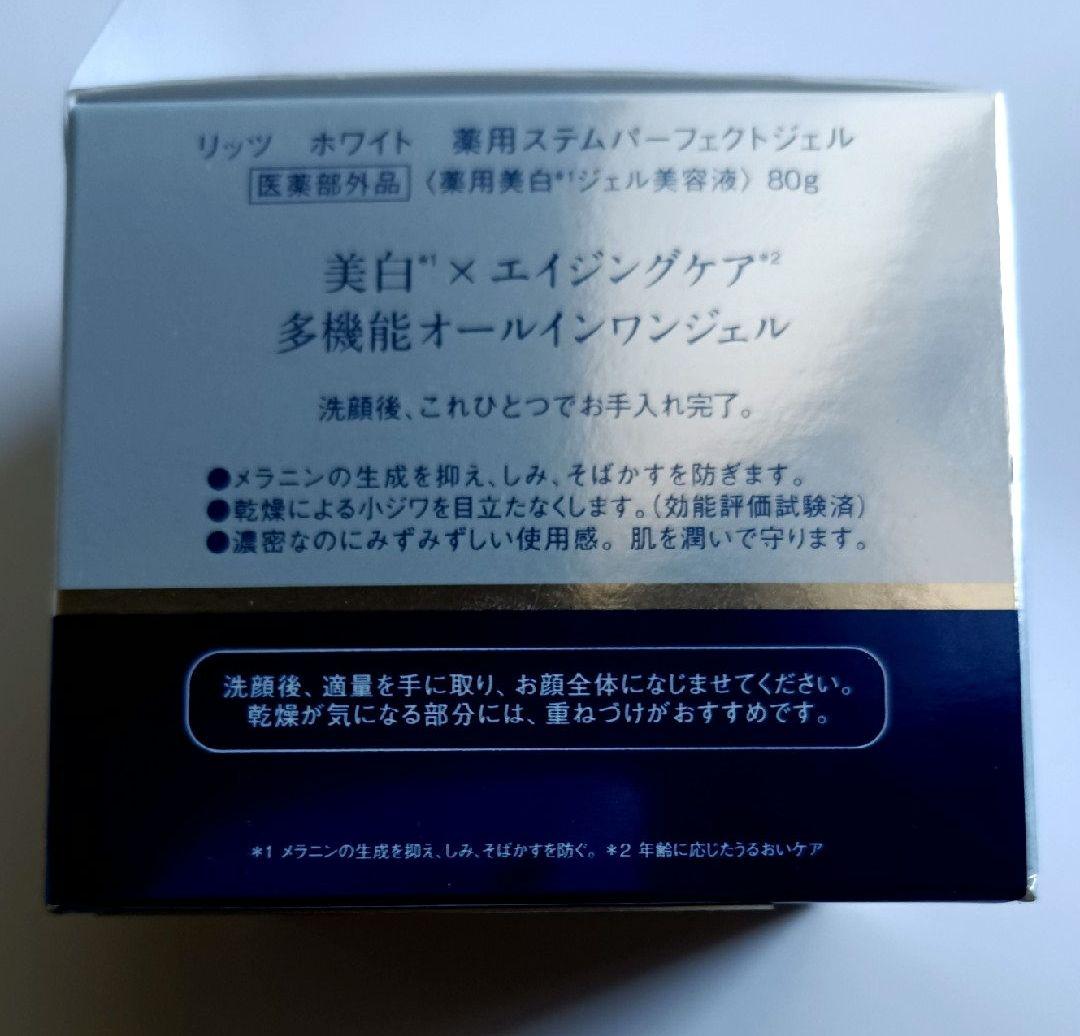 リッツ ホワイト 薬用ステムパーフェクトジェル
医薬部外品 〈薬用美白*1ジェル美容液〉 80g
美白*1×エイジングケア*2
多機能オールインワンジェル
洗顔後、これひとつでお手入れ完了。
●メラニンの生成を抑え、しみ、そばかすを防ぎます。
●乾燥による小ジワを目立たなくします。(効能評価試験済)
●濃密なのにみずみずしい使用感。肌を潤いで守ります。
洗顔後、適量を手に取り、お顔全体になじませてください。
乾燥が気になる部分には、重ねづけがおすすめです。
*1 メラニンの生成を抑え、しみ、そばかすを防ぐ。 *2 年齢に応じたうるおいケア